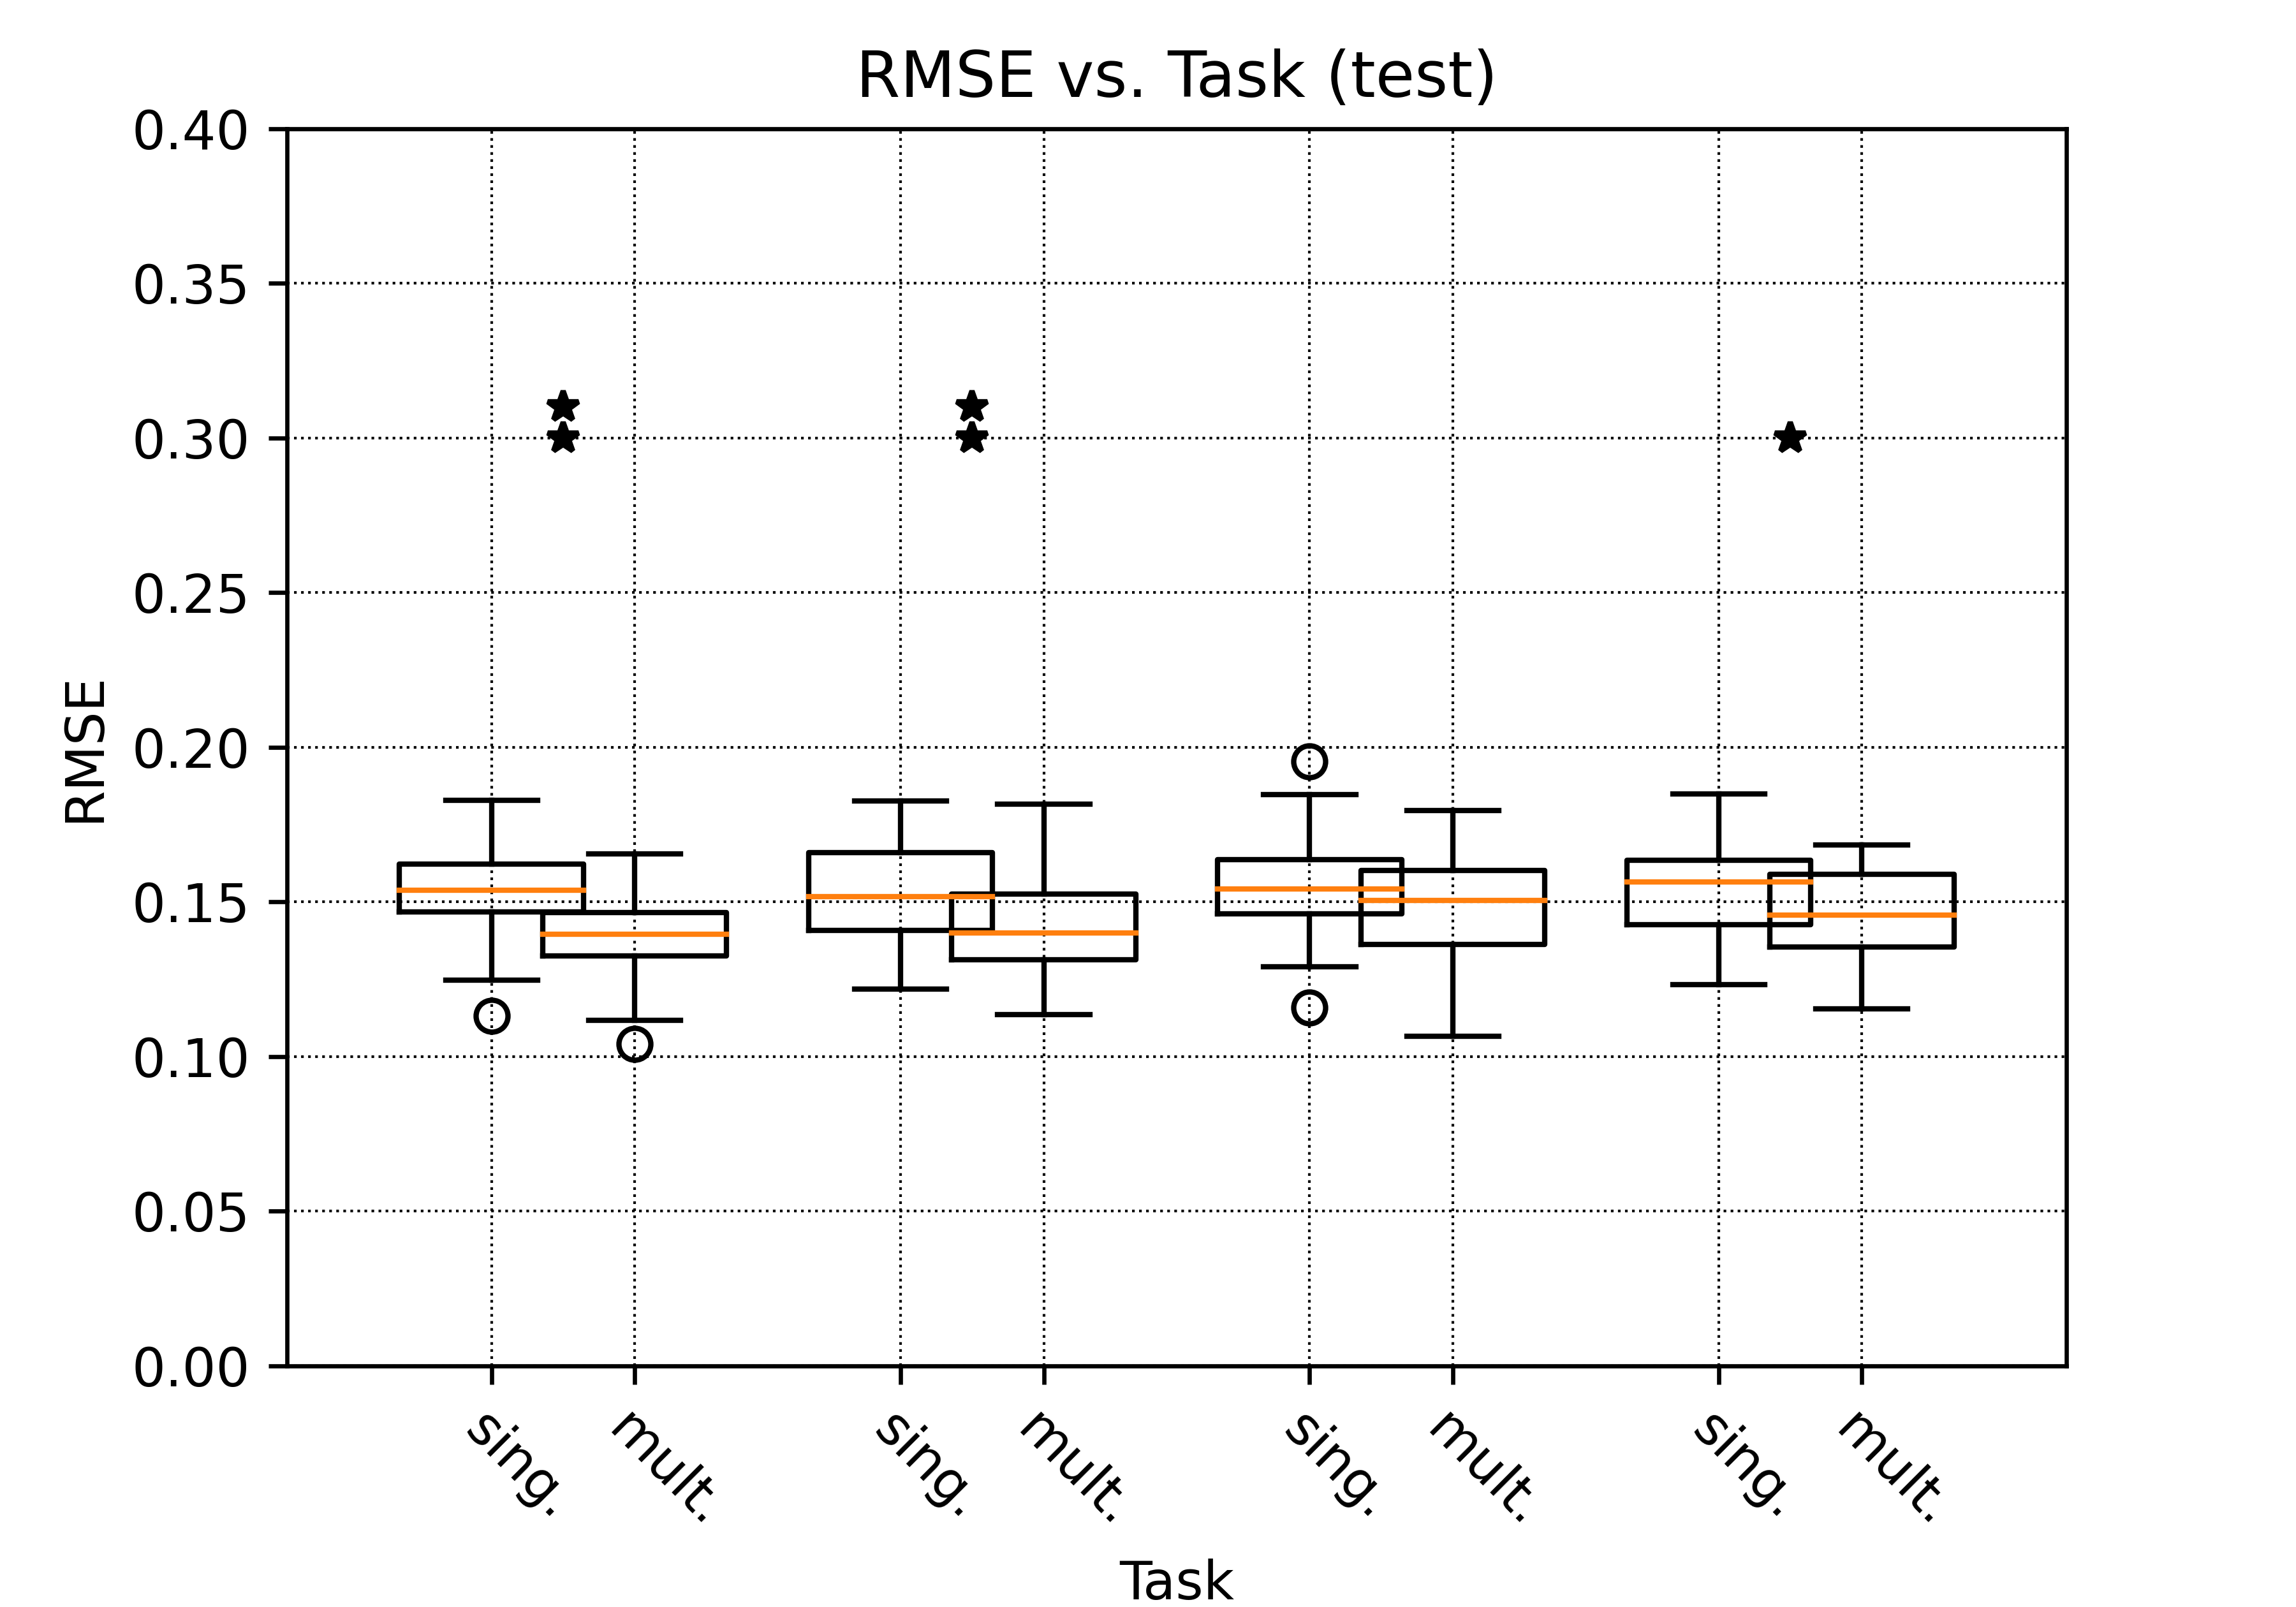 RMSE vs. Task (test)
0.40
0.35
0.30
0.25
0.20
0.15
0.10
0.05
0.00
RMSE
sing. mult. sing. mult. sing. mult. sing. mult.
Task